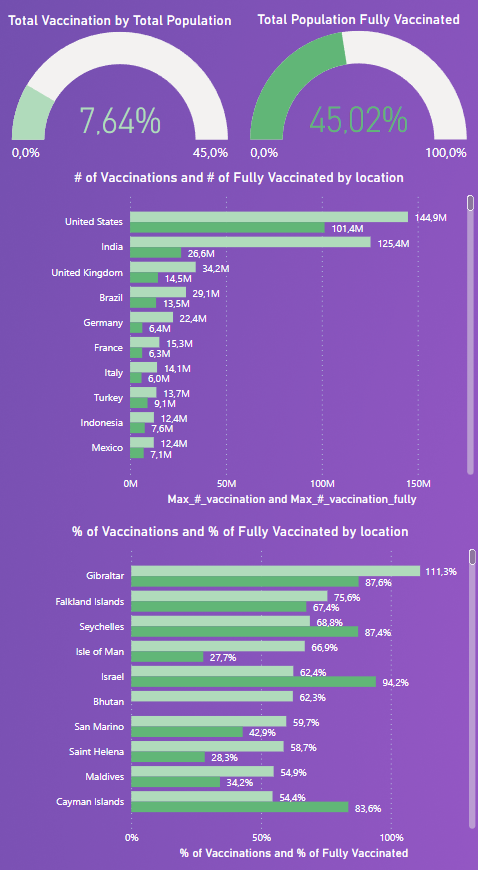 Total Vaccination by Total Population
Total Population Fully Vaccinated
7,64%
45,02%
0,0%
45,0%
0,0%
100,0%
# of Vaccinations and # of Fully Vaccinated by location
United States
144,9M
101,4M
India
125,4M
26,6M
United Kingdom
34,2M
14,5M
Brazil
29,1M
13,5M
Germany
22,4M
6,4M
France
15,3M
6,3M
Italy
14,1M
6,0M
Turkey
13,7M
9,1M
Indonesia
12,4M
7,6M
Mexico
12,4M
7,1M
0M
50M
100M
150M
Max_#_vaccination and Max_#_vaccination_fully
% of Vaccinations and % of Fully Vaccinated by location
Gibraltar
111,3%
87,6%
Falkland Islands
75,6%
67,4%
Seychelles
68,8%
87,4%
Isle of Man
66,9%
27,7%
Israel
62,4%
94,2%
Bhutan
62,3%
San Marino
59,7%
42,9%
Saint Helena
58,7%
28,3%
Maldives
54,9%
34,2%
Cayman Islands
54,4%
83,6%
0%
50%
100%
% of Vaccinations and % of Fully Vaccinated